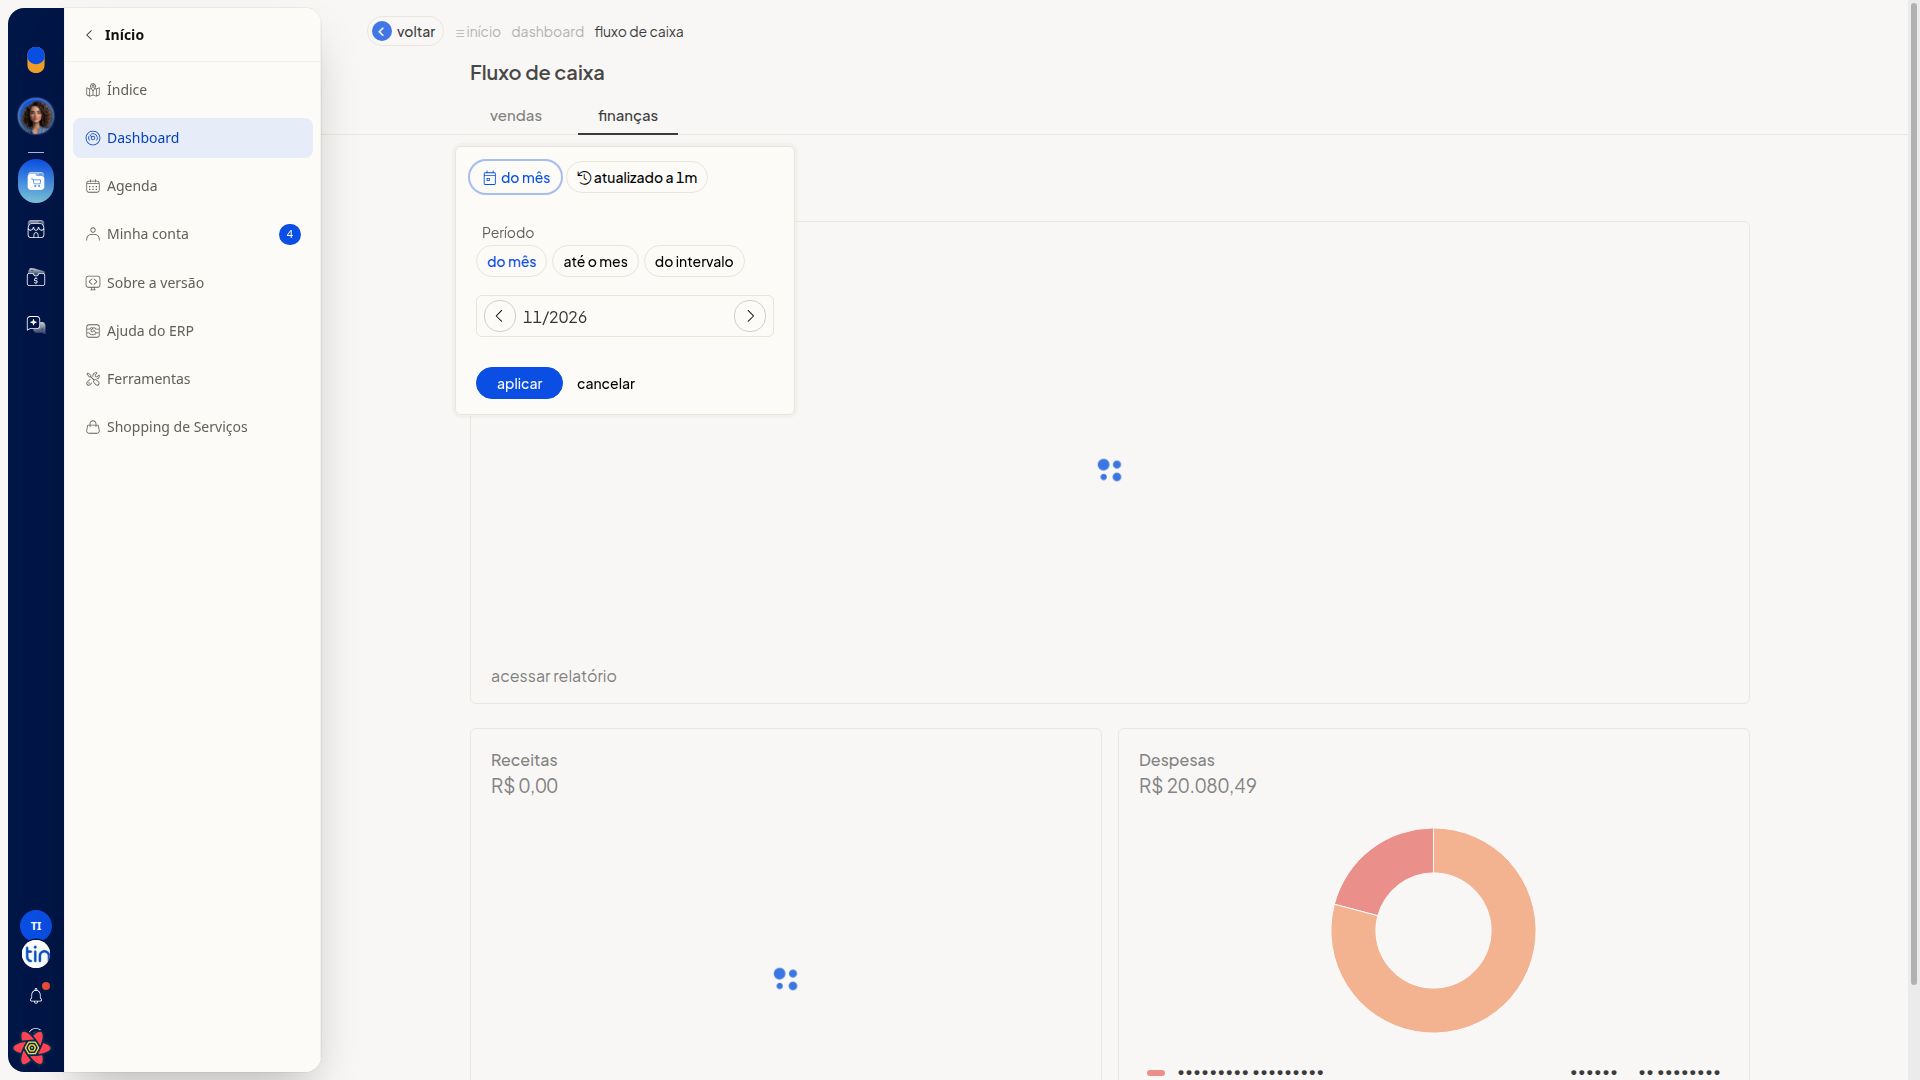 Início
Índice
Dashboard
Agenda
Minha conta 4
Sobre a versão
Ajuda do ERP
Ferramentas
Shopping de Serviços
TI
tin
voltar início dashboard fluxo de caixa
Fluxo de caixa
vendas finanças
do mês atualizado a 1m
Período
do mês até o mes do intervalo
11/2026
aplicar cancelar
acessar relatório
Receitas
R$ 0,00
Despesas
R$ 20.080,49